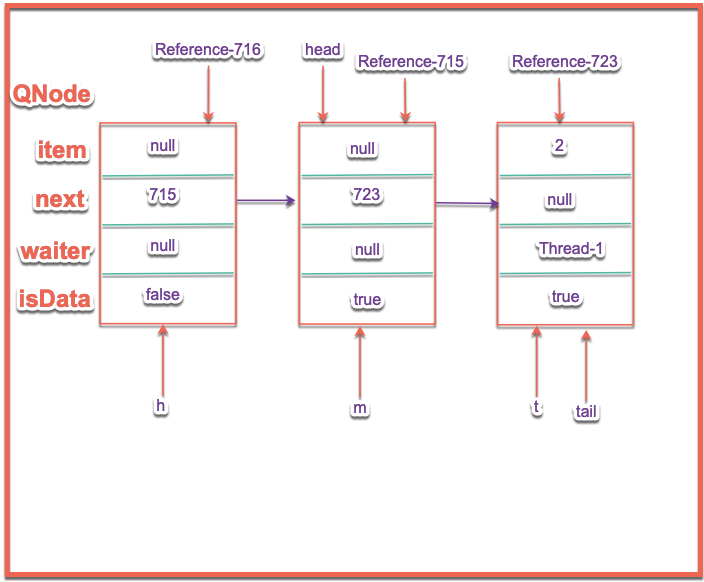 Reference-716 head
Reference-715 Reference-723
QNode
item null null 2
next 715 723 null
waiter null null Thread-1
isData false true true
h m t tail